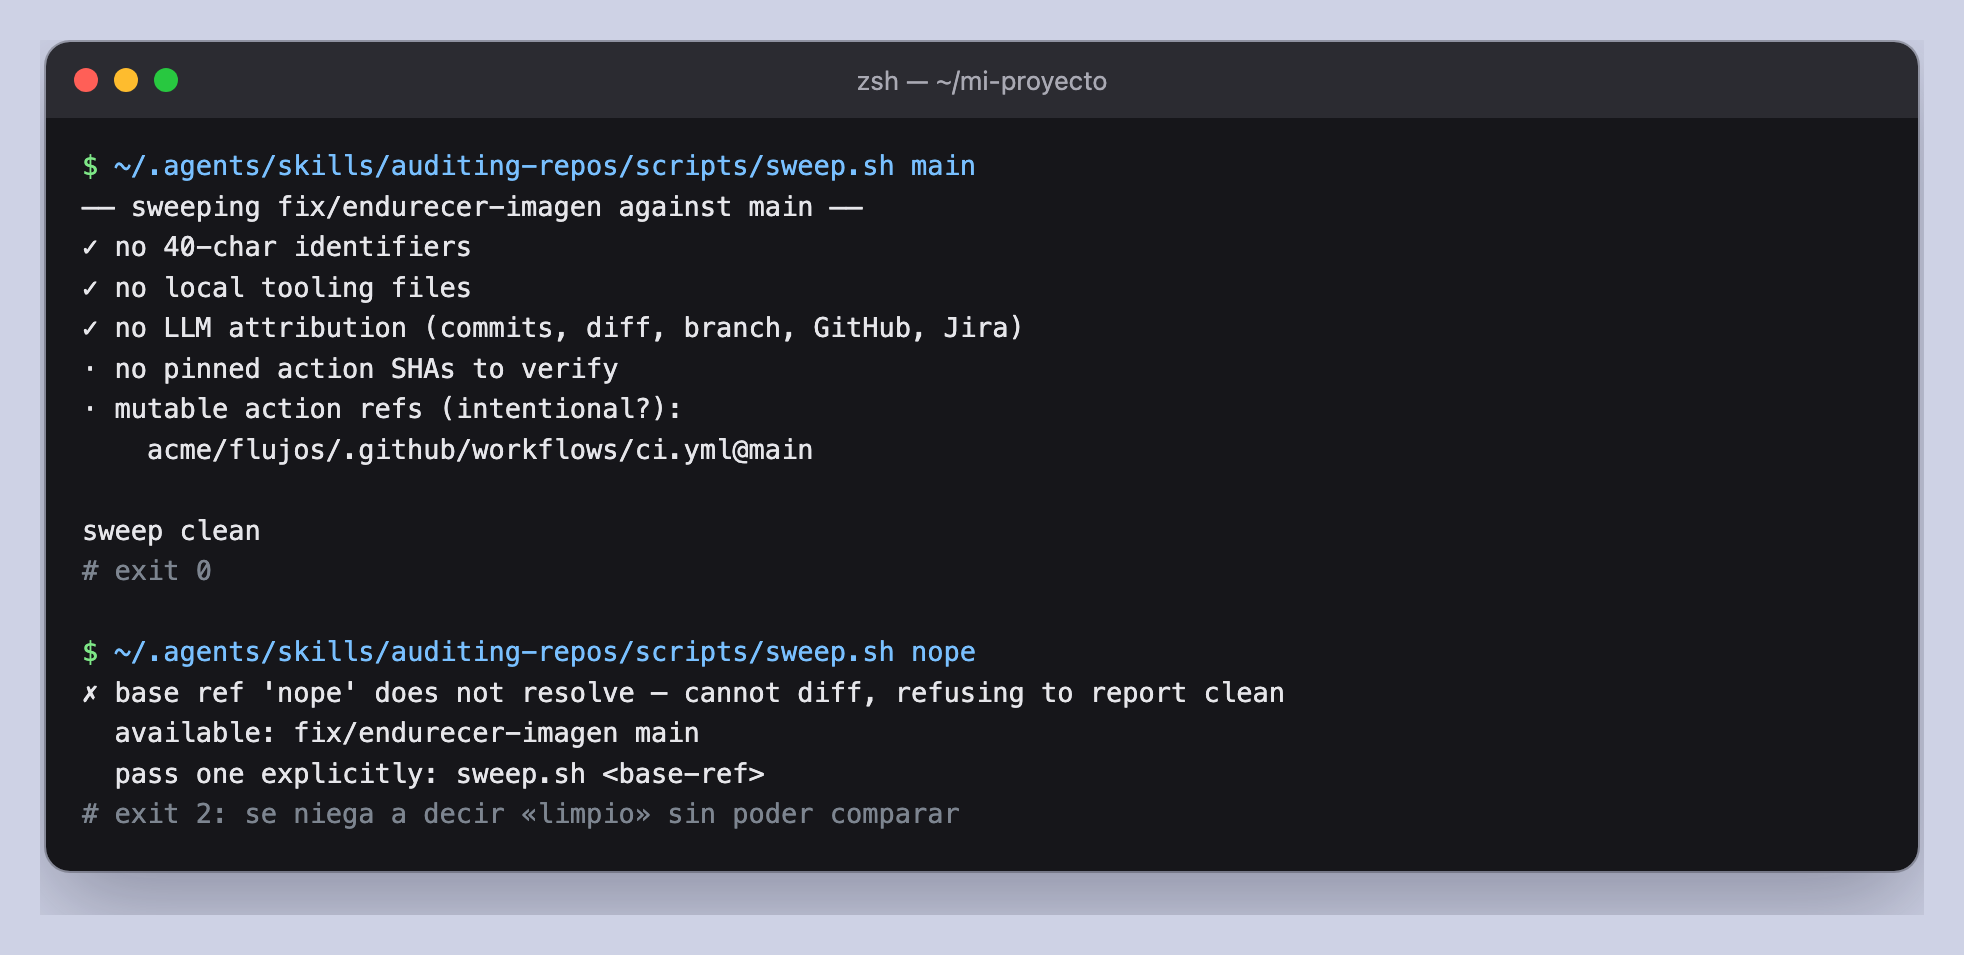 zsh — ~/mi-proyecto
$ ~/.agents/skills/auditing-repos/scripts/sweep.sh main
── sweeping fix/endurecer-imagen against main ──
✓ no 40-char identifiers
✓ no local tooling files
✓ no LLM attribution (commits, diff, branch, GitHub, Jira)
· no pinned action SHAs to verify
· mutable action refs (intentional?):
    acme/flujos/.github/workflows/ci.yml@main
sweep clean
# exit 0
$ ~/.agents/skills/auditing-repos/scripts/sweep.sh nope
✗ base ref 'nope' does not resolve — cannot diff, refusing to report clean
  available: fix/endurecer-imagen main
  pass one explicitly: sweep.sh <base-ref>
# exit 2: se niega a decir «limpio» sin poder comparar